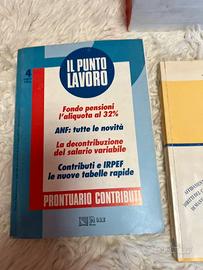 4
IL PUNTO
LAVORO
Fondo pensioni
l'aliquota al 32%
ANF: tutte le novità
La decontribuzione
del salario variabile
Contributi e IRPEF
le nuove tabelle rapide
PRONTUARIO CONTRIBUTI